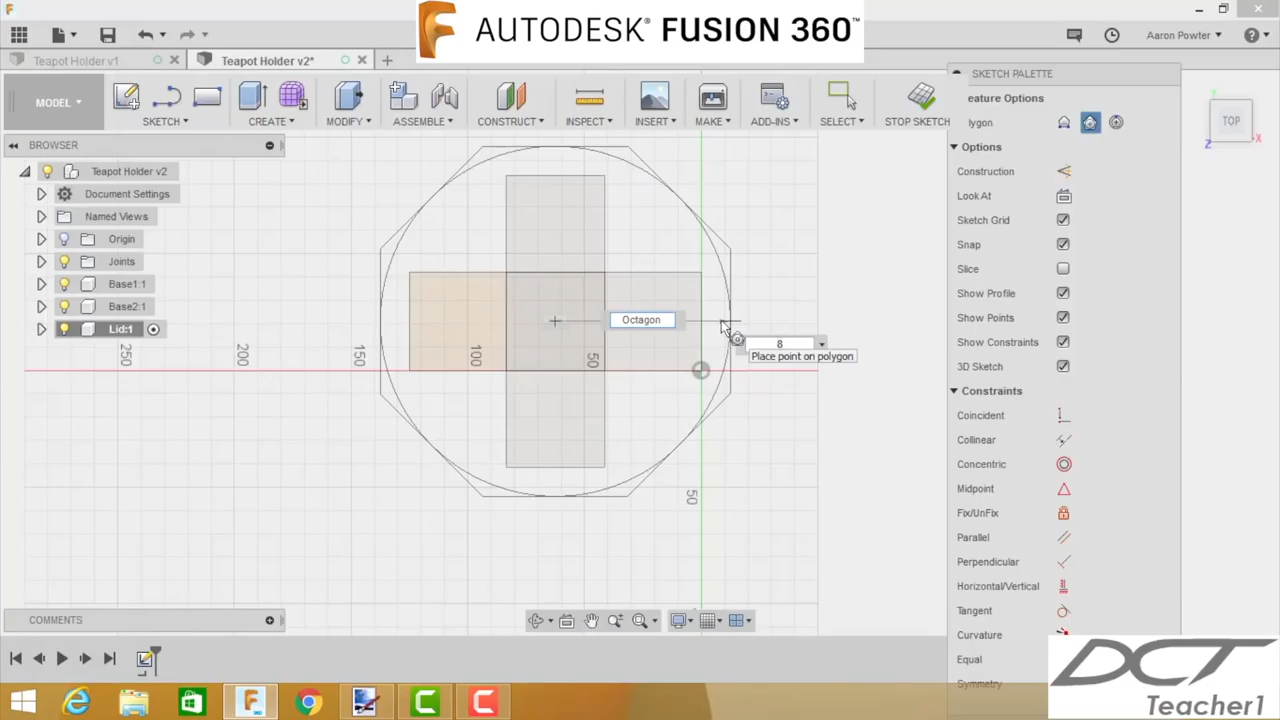 AUTODESK® FUSION 360™
Aaron Powter
Teapot Holder v1
Teapot Holder v2*
MODEL
SKETCH
CREATE
MODIFY
ASSEMBLE
CONSTRUCT
INSPECT
INSERT
MAKE
ADD-INS
SELECT
STOP SKETCH
SKETCH PALETTE
eature Options
lygon
TOP
Z
X
Y
BROWSER
Teapot Holder v2
Document Settings
Named Views
Origin
Joints
Base1:1
Base2:1
Lid:1
250
200
150
100
50
50
Octagon
8
Place point on polygon
Options
Construction
Look At
Sketch Grid
Snap
Slice
Show Profile
Show Points
Show Constraints
3D Sketch
Constraints
Coincident
Collinear
Concentric
Midpoint
Fix/UnFix
Parallel
Perpendicular
Horizontal/Vertical
Tangent
Curvature
Equal
Symmetry
COMMENTS
DCT
Teacher1